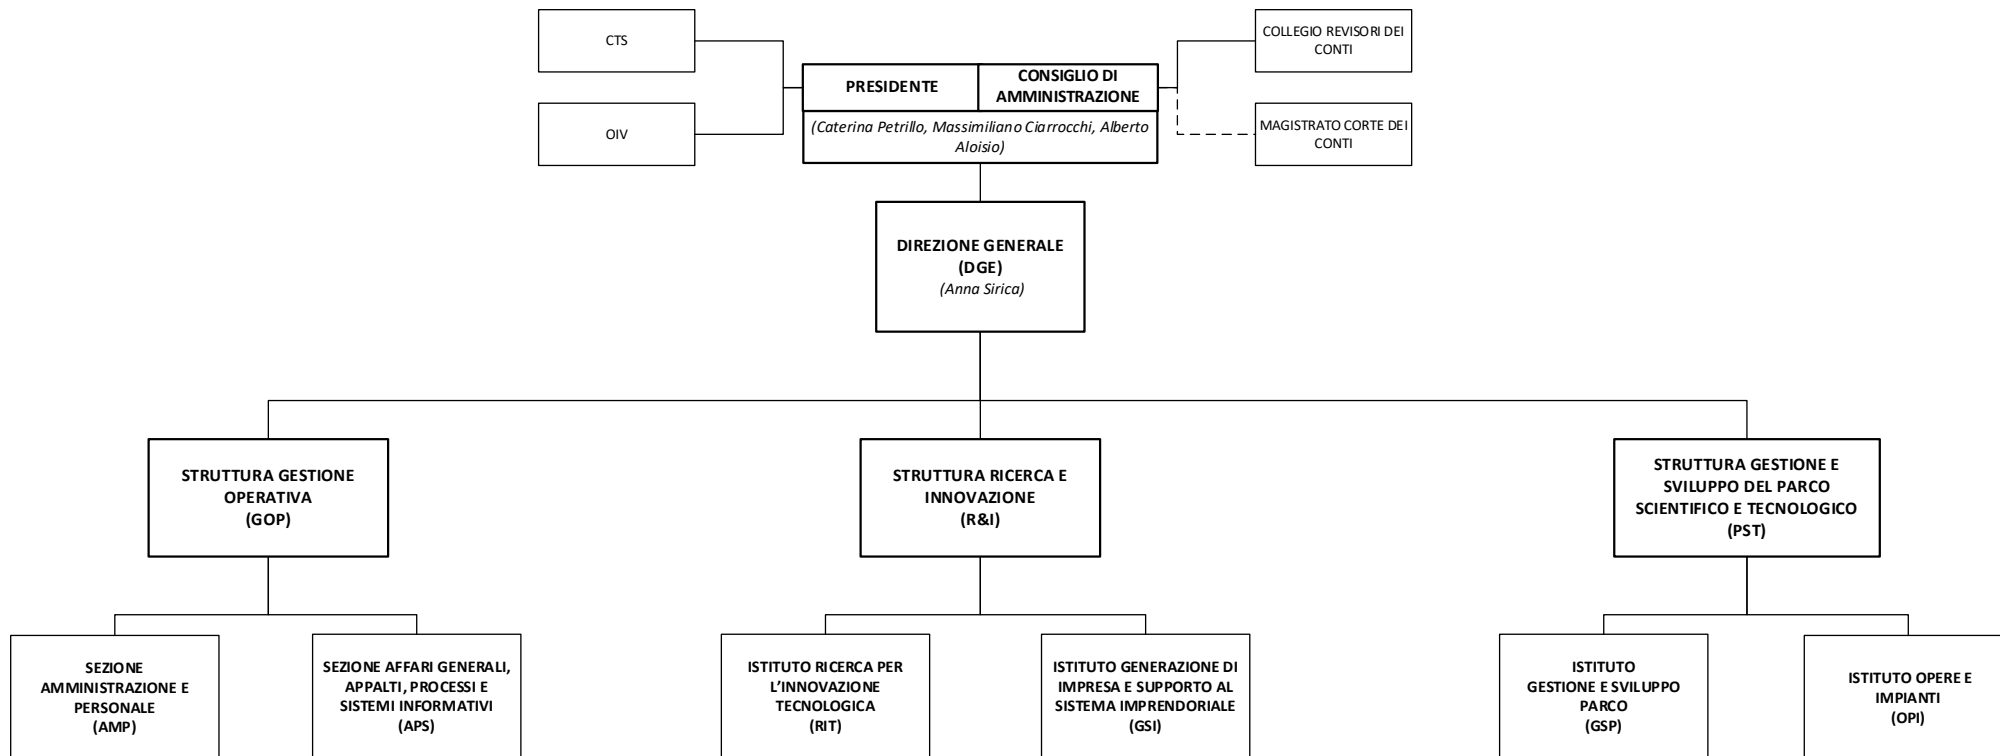 CTS
OIV
PRESIDENTE
CONSIGLIO DI
AMMINISTRAZIONE
(Caterina Petrillo, Massimiliano Ciarrocchi, Alberto
Aloisio)
COLLEGIO REVISORI DEI
CONTI
MAGISTRATO CORTE DEI
CONTI
DIREZIONE GENERALE
(DGE)
(Anna Sirica)
STRUTTURA GESTIONE
OPERATIVA
(GOP)
STRUTTURA RICERCA E
INNOVAZIONE
(R&I)
STRUTTURA GESTIONE E
SVILUPPO DEL PARCO
SCIENTIFICO E TECNOLOGICO
(PST)
SEZIONE
AMMINISTRAZIONE E
PERSONALE
(AMP)
SEZIONE AFFARI GENERALI,
APPALTI, PROCESSI E
SISTEMI INFORMATIVI
(APS)
ISTITUTO RICERCA PER
L'INNOVAZIONE
TECNOLOGICA
(RIT)
ISTITUTO GENERAZIONE DI
IMPRESA E SUPPORTO AL
SISTEMA IMPRENDORIALE
(GSI)
ISTITUTO
GESTIONE E SVILUPPO
PARCO
(GSP)
ISTITUTO OPERE E
IMPIANTI
(OPI)